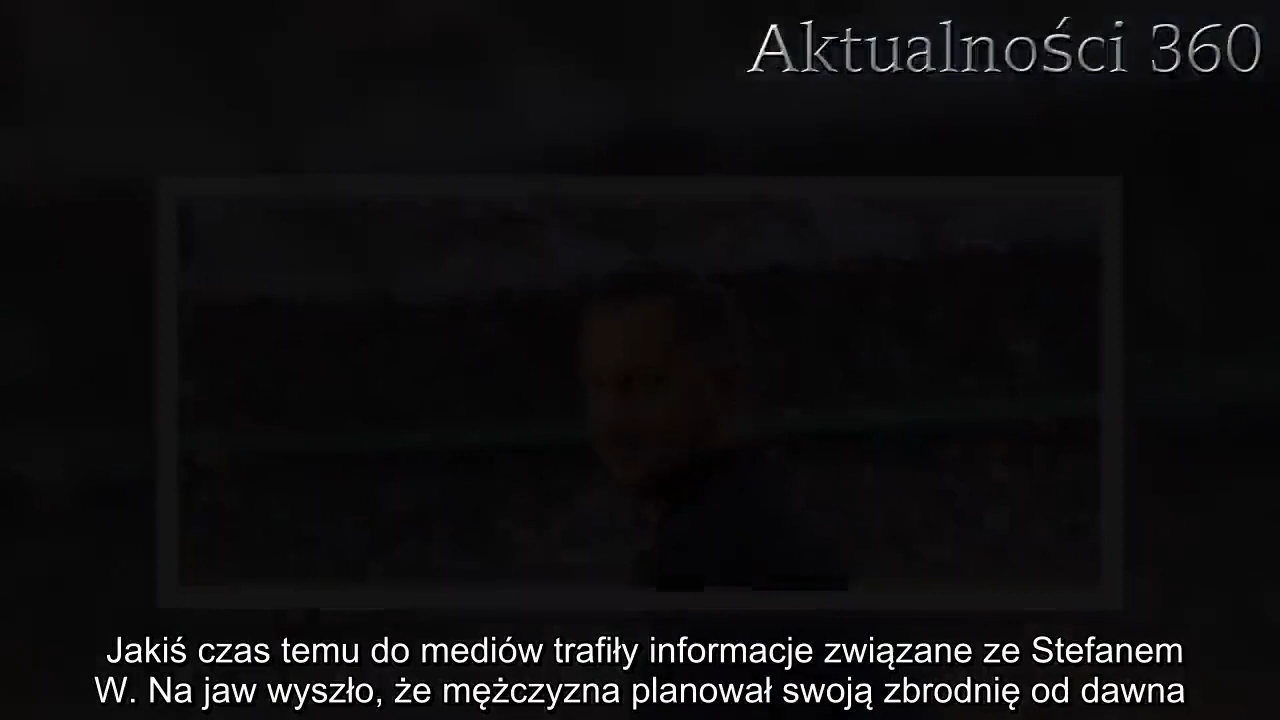 Aktualności 360
Jakiś czas temu do mediów trafiły informacje związane ze Stefanem
W. Na jaw wyszło, że mężczyzna planował swoją zbrodnię od dawna